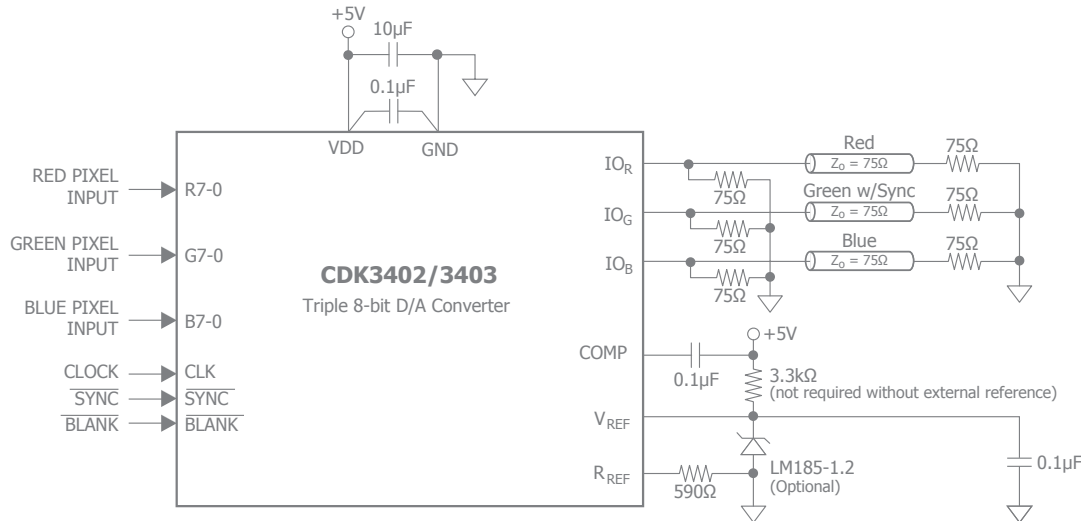 +5V
10µF
0.1µF
VDD
GND
RED PIXEL
INPUT
R7-0
GREEN PIXEL
INPUT
G7-0
BLUE PIXEL
INPUT
B7-0
CLOCK
CLK
SYNC
SYNC
BLANK
BLANK
CDK3402/3403
Triple 8-bit D/A Converter
IOR
75Ω
Red
Zo = 75Ω
75Ω
IOG
75Ω
Green w/Sync
Zo = 75Ω
75Ω
IOB
75Ω
Blue
Zo = 75Ω
75Ω
COMP
0.1µF
+5V
3.3kΩ
(not required without external reference)
VREF
LM185-1.2
(Optional)
0.1µF
RREF
590Ω